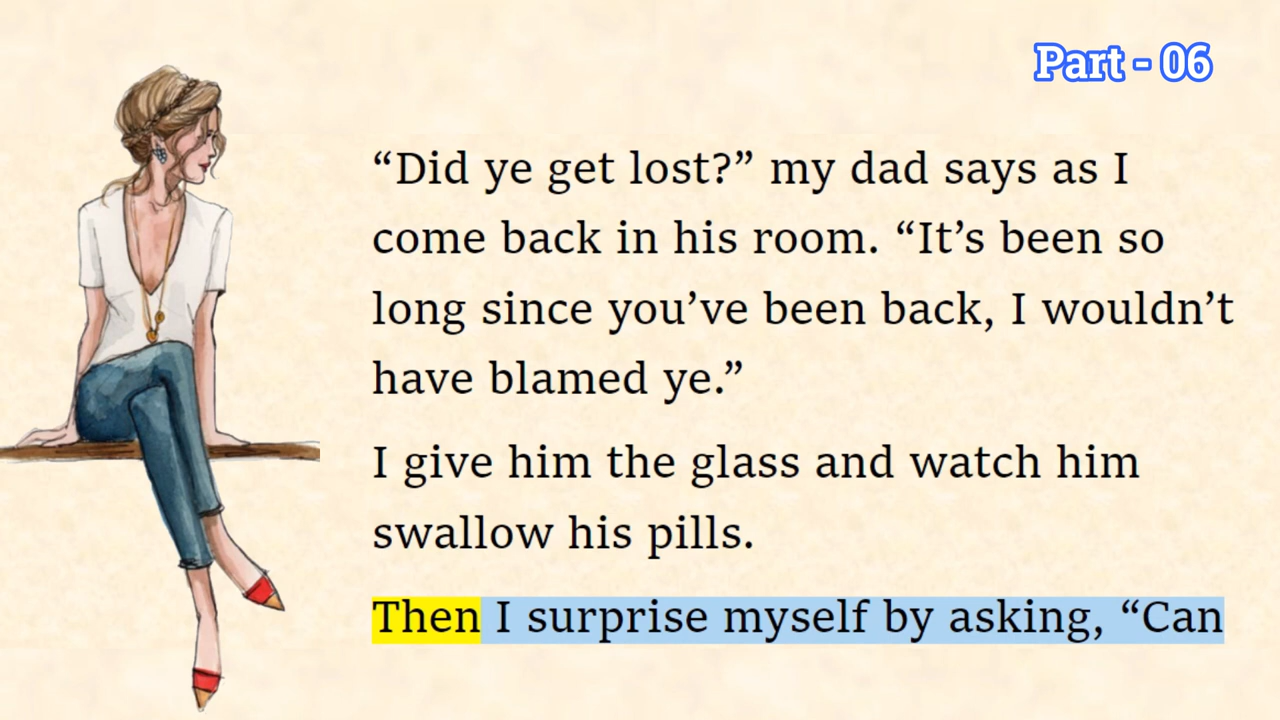 Part - 06
“Did ye get lost?” my dad says as I
come back in his room. “It’s been so
long since you’ve been back, I wouldn’t
have blamed ye.”
I give him the glass and watch him
swallow his pills.
Then I surprise myself by asking, “Can